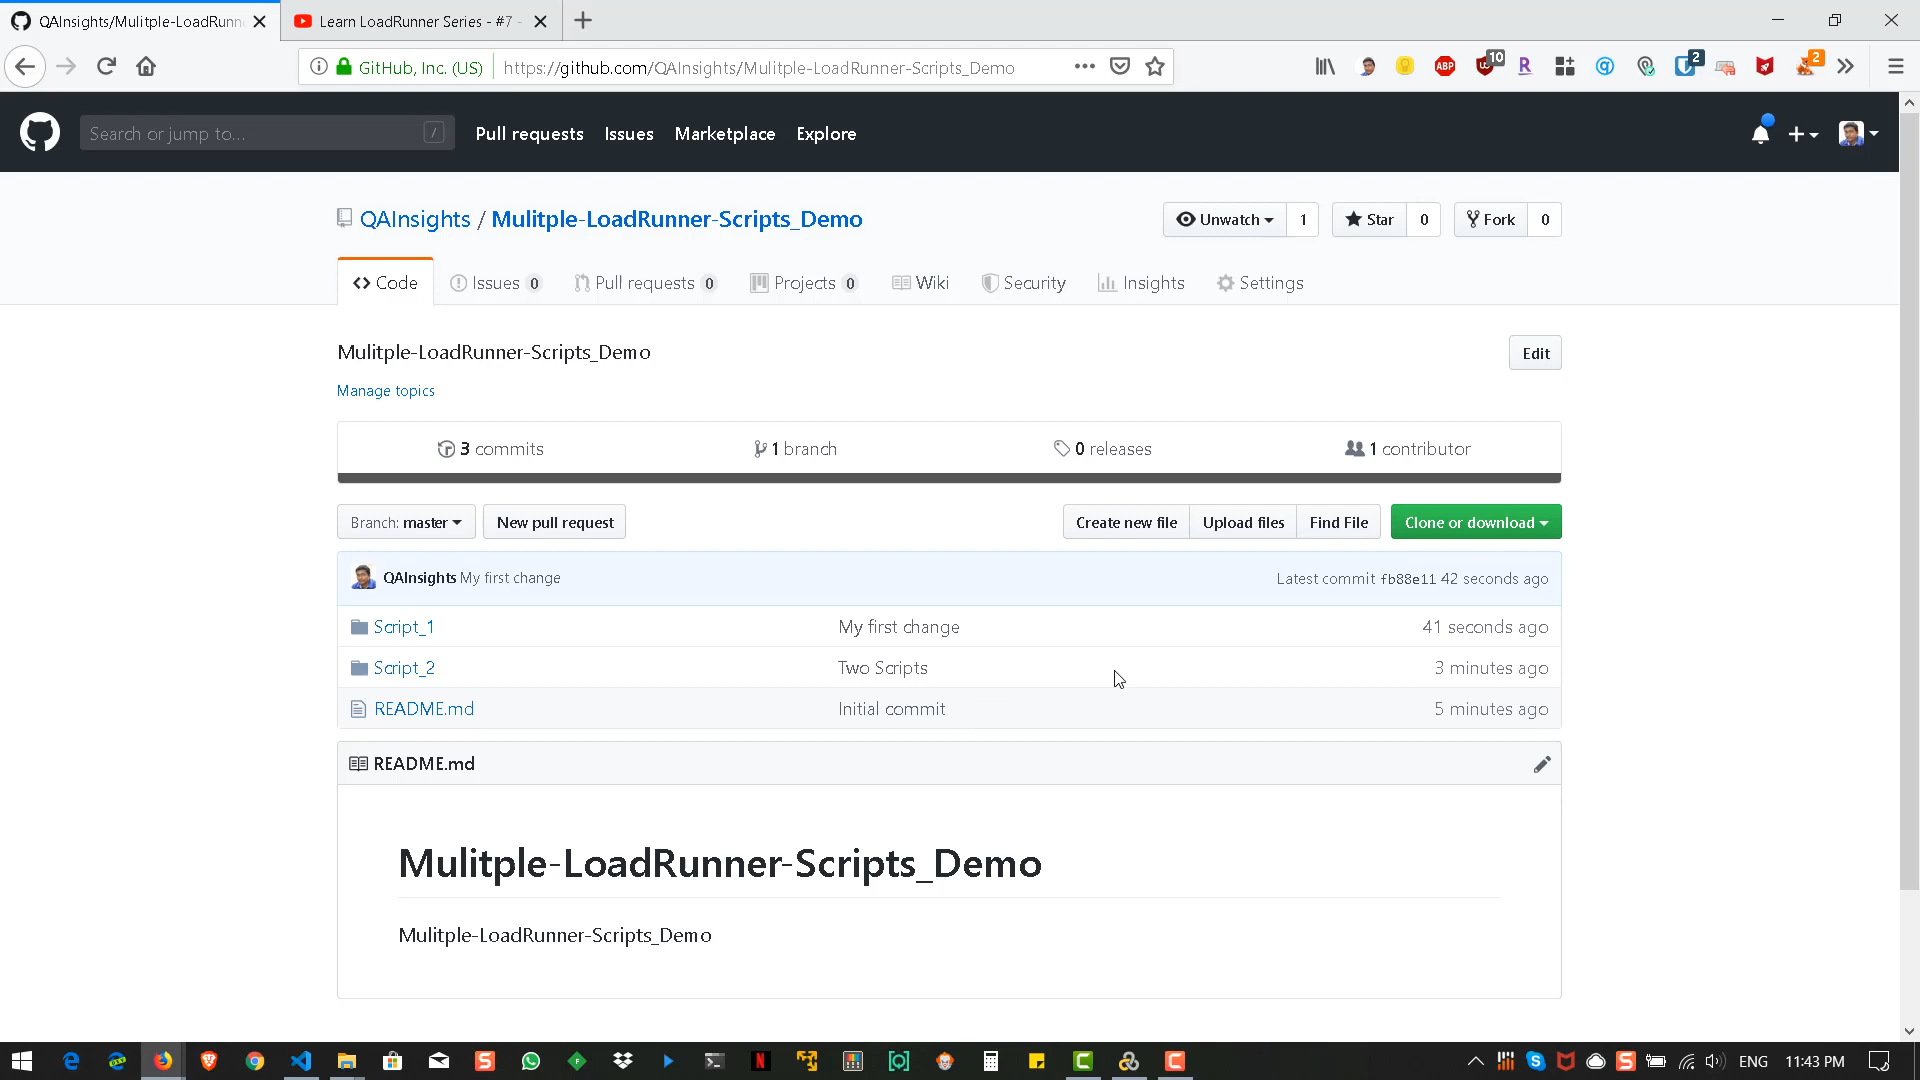 QAInsights/Mulitple-LoadRunn
Learn LoadRunner Series - #7 -
GitHub, Inc. (US)
https://github.com/QAInsights/Mulitple-LoadRunner-Scripts_Demo
ABP
10
R
2
2
Search or jump to...
/
Pull requests
Issues
Marketplace
Explore
QAInsights / Mulitple-LoadRunner-Scripts_Demo
Unwatch 1
Star 0
Fork 0
Code
Issues 0
Pull requests 0
Projects 0
Wiki
Security
Insights
Settings
Mulitple-LoadRunner-Scripts_Demo
Edit
Manage topics
3 commits
1 branch
0 releases
1 contributor
Branch: master
New pull request
Create new file
Upload files
Find File
Clone or download
QAInsights My first change
Latest commit fb88e11 42 seconds ago
Script_1
My first change
41 seconds ago
Script_2
Two Scripts
3 minutes ago
README.md
Initial commit
5 minutes ago
README.md
Mulitple-LoadRunner-Scripts_Demo
Mulitple-LoadRunner-Scripts_Demo
ENG
11:43 PM